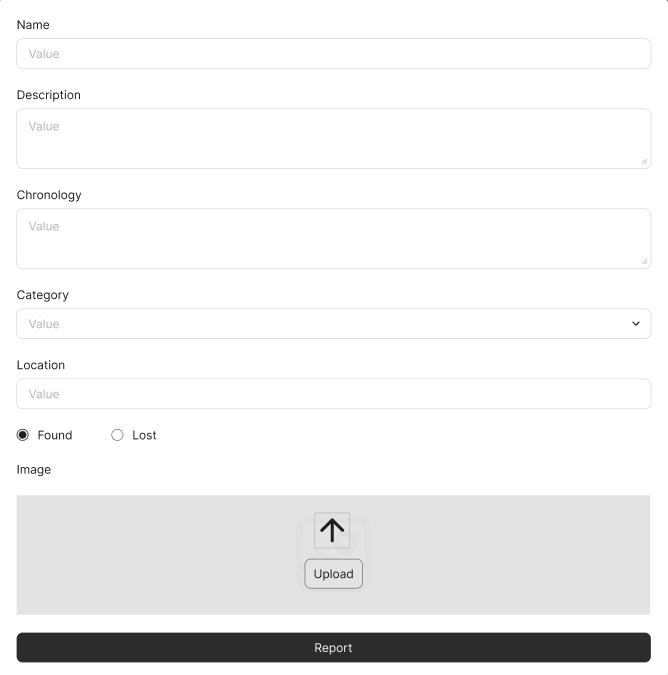 Name
Value
Description
Value
Chronology
Value
Category
Value
Location
Value
Found Lost
Image
Upload
Report